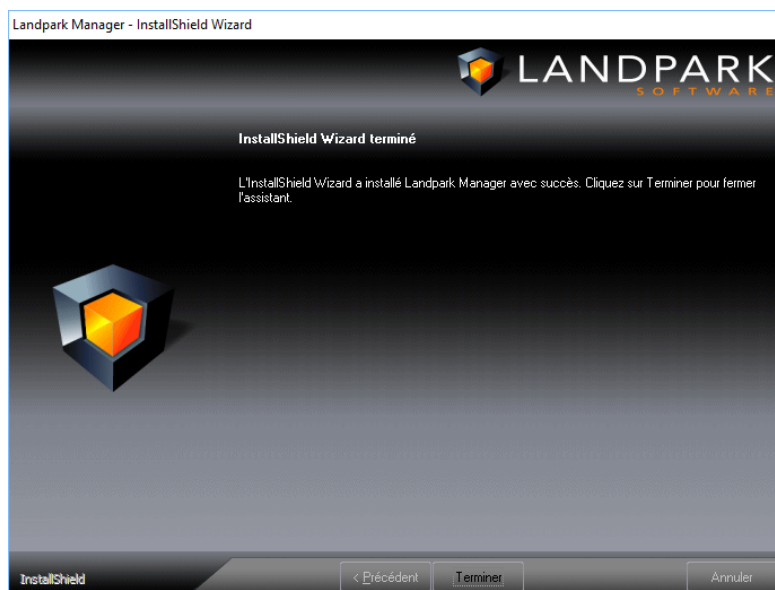 Landpark Manager - InstallShield Wizard
LANDPARK
SOFTWARE
InstallShield Wizard terminé
L'InstallShield Wizard a installé Landpark Manager avec succès. Cliquez sur Terminer pour fermer
l'assistant.
InstallShield
< Précédent
Terminer
Annuler